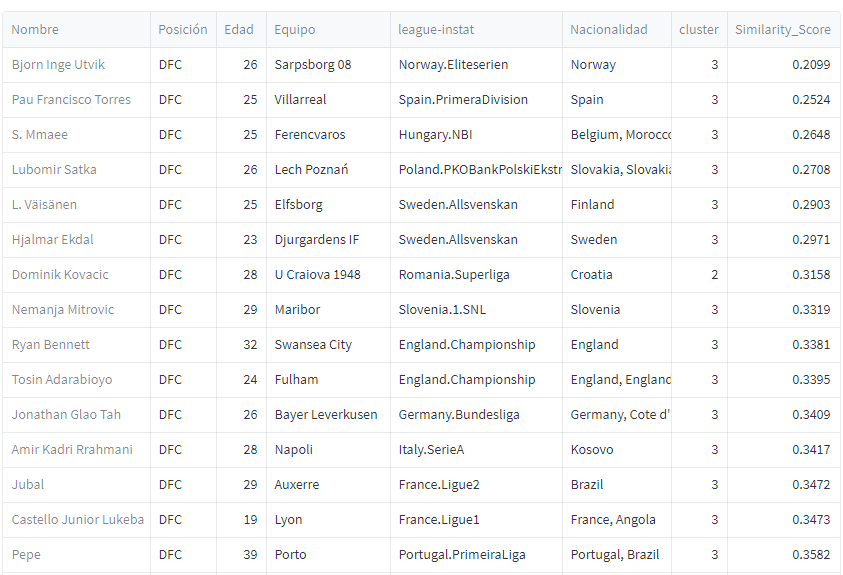 Nombre Posición Edad Equipo league-instat Nacionalidad cluster Similarity_Score
Bjorn Inge Utvik DFC 26 Sarpsborg 08 Norway.Eliteserien Norway 3 0.2099
Pau Francisco Torres DFC 25 Villarreal Spain.PrimeraDivision Spain 3 0.2524
S. Mmaee DFC 25 Ferencvaros Hungary.NBI Belgium, Morocco 3 0.2648
Lubomir Satka DFC 26 Lech Poznań Poland.PKOBankPolskiEkstr Slovakia, Slovakia 3 0.2708
L. Väisänen DFC 25 Elfsborg Sweden.Allsvenskan Finland 3 0.2903
Hjalmar Ekdal DFC 23 Djurgardens IF Sweden.Allsvenskan Sweden 3 0.2971
Dominik Kovacic DFC 28 U Craiova 1948 Romania.Superliga Croatia 2 0.3158
Nemanja Mitrovic DFC 29 Maribor Slovenia.1.SNL Slovenia 3 0.3319
Ryan Bennett DFC 32 Swansea City England.Championship England 3 0.3381
Tosin Adarabioyo DFC 24 Fulham England.Championship England, England 3 0.3395
Jonathan Glao Tah DFC 26 Bayer Leverkusen Germany.Bundesliga Germany, Cote d' 3 0.3409
Amir Kadri Rrahmani DFC 28 Napoli Italy.SerieA Kosovo 3 0.3417
Jubal DFC 29 Auxerre France.Ligue2 Brazil 3 0.3472
Castello Junior Lukeba DFC 19 Lyon France.Ligue1 France, Angola 3 0.3473
Pepe DFC 39 Porto Portugal.PrimeiraLiga Portugal, Brazil 3 0.3582